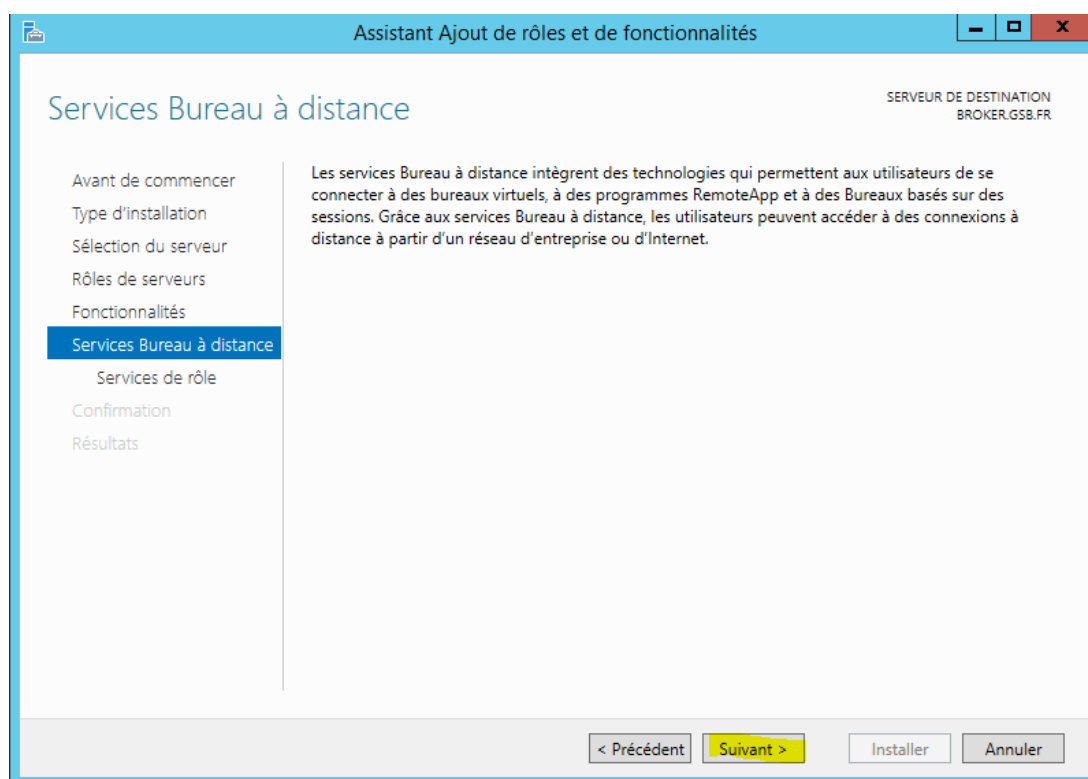 Assistant Ajout de rôles et de fonctionnalités
Services Bureau à distance
SERVEUR DE DESTINATION
BROKER.GSB.FR
Avant de commencer
Type d'installation
Sélection du serveur
Rôles de serveurs
Fonctionnalités
Services Bureau à distance
Services de rôle
Confirmation
Résultats
Les services Bureau à distance intègrent des technologies qui permettent aux utilisateurs de se
connecter à des bureaux virtuels, à des programmes RemoteApp et à des Bureaux basés sur des
sessions. Grâce aux services Bureau à distance, les utilisateurs peuvent accéder à des connexions à
distance à partir d'un réseau d'entreprise ou d'Internet.
< Précédent
Suivant >
Installer
Annuler